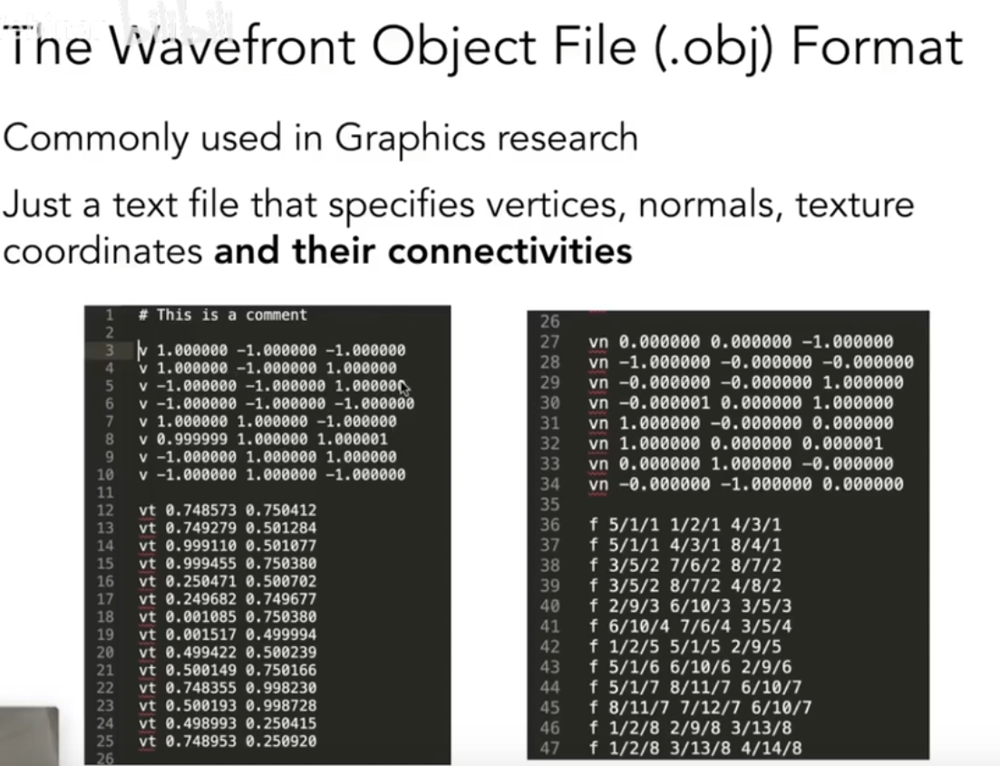 The Wavefront Object File (.obj) Format
Commonly used in Graphics research
Just a text file that specifies vertices, normals, texture
coordinates and their connectivities
1 # This is a comment
2
3 v 1.000000 -1.000000 -1.000000
4 v 1.000000 -1.000000 1.000000
5 v -1.000000 -1.000000 1.000000
6 v -1.000000 -1.000000 -1.000000
7 v 1.000000 1.000000 -1.000000
8 v 0.999999 1.000000 1.000001
9 v -1.000000 1.000000 1.000000
10 v -1.000000 1.000000 -1.000000
11
12 vt 0.748573 0.750412
13 vt 0.749279 0.501284
14 vt 0.999110 0.501077
15 vt 0.999455 0.750380
16 vt 0.250471 0.500702
17 vt 0.249682 0.749677
18 vt 0.001085 0.750380
19 vt 0.001517 0.499994
20 vt 0.499422 0.500239
21 vt 0.500149 0.750166
22 vt 0.748355 0.998230
23 vt 0.500193 0.998728
24 vt 0.498993 0.250415
25 vt 0.748953 0.250920
26
26
27 vn 0.000000 0.000000 -1.000000
28 vn -1.000000 -0.000000 -0.000000
29 vn -0.000000 -0.000000 1.000000
30 vn -0.000001 0.000000 1.000000
31 vn 1.000000 -0.000000 0.000000
32 vn 1.000000 0.000000 0.000001
33 vn 0.000000 1.000000 -0.000000
34 vn -0.000000 -1.000000 0.000000
35
36 f 5/1/1 1/2/1 4/3/1
37 f 5/1/1 4/3/1 8/4/1
38 f 3/5/2 7/6/2 8/7/2
39 f 3/5/2 8/7/2 4/8/2
40 f 2/9/3 6/10/3 3/5/3
41 f 6/10/4 7/6/4 3/5/4
42 f 1/2/5 5/1/5 2/9/5
43 f 5/1/6 6/10/6 2/9/6
44 f 5/1/7 8/11/7 6/10/7
45 f 8/11/7 7/12/7 6/10/7
46 f 1/2/8 2/9/8 3/13/8
47 f 1/2/8 3/13/8 4/14/8